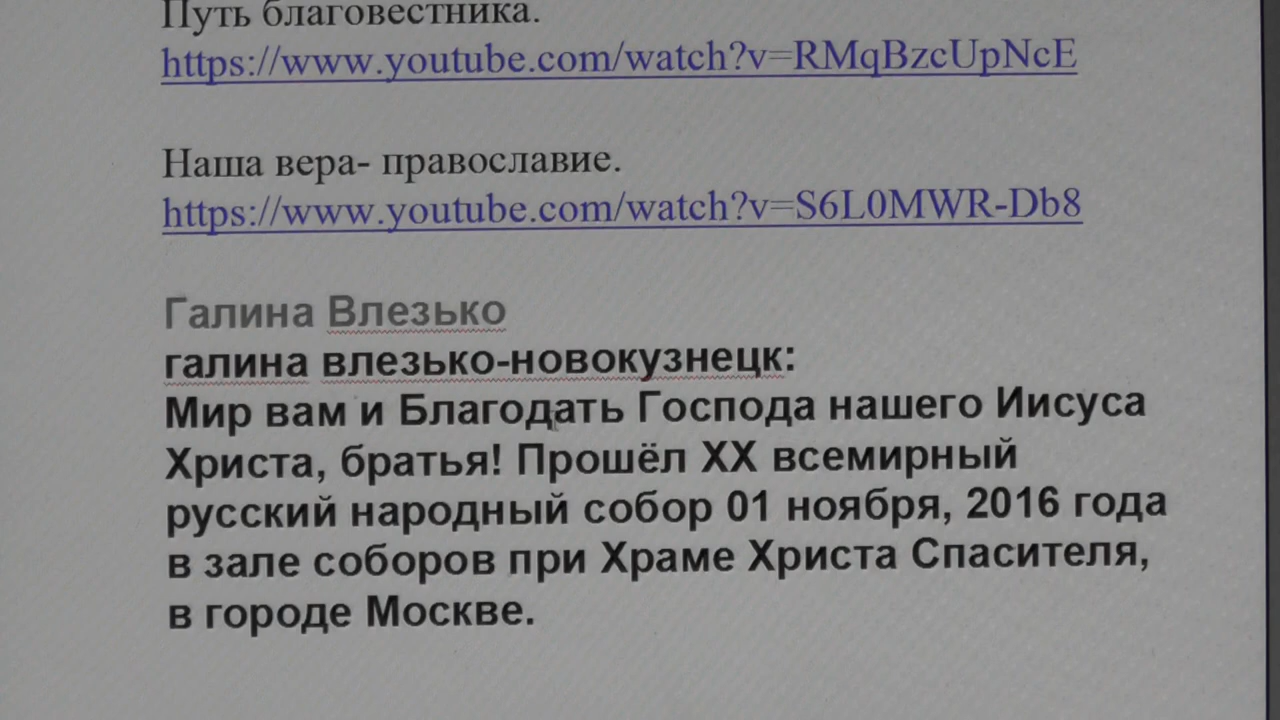 Путь благовестника.
https://www.youtube.com/watch?v=RMqBzcUpNcE
Наша вера- православие.
https://www.youtube.com/watch?v=S6L0MWR-Db8
Галина Влезько
галина влезько-новокузнецк:
Мир вам и Благодать Господа нашего Иисуса
Христа, братья! Прошёл XX всемирный
русский народный собор 01 ноября, 2016 года
в зале соборов при Храме Христа Спасителя,
в городе Москве.